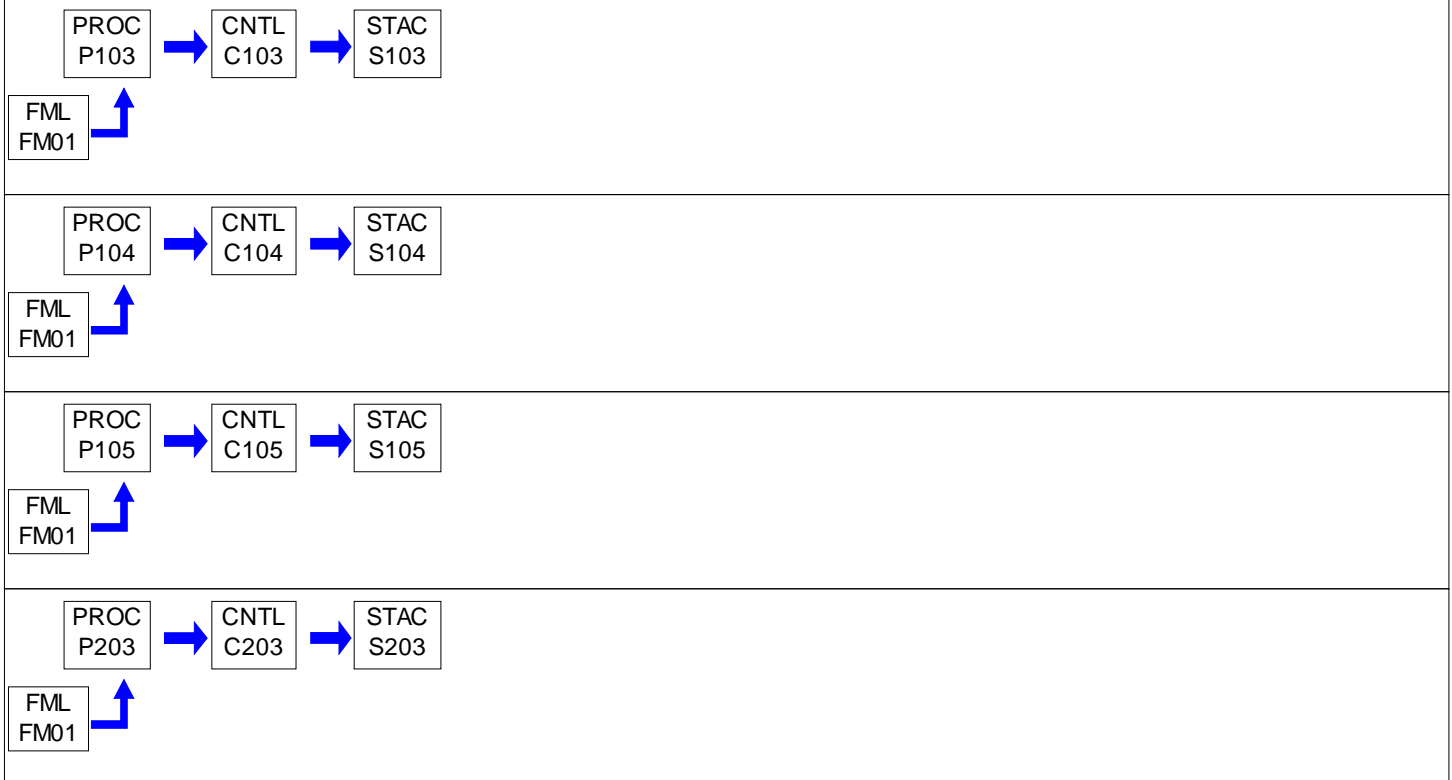 PROC
P103
CNTL
C103
STAC
S103
FML
FM01
PROC
P104
CNTL
C104
STAC
S104
FML
FM01
PROC
P105
CNTL
C105
STAC
S105
FML
FM01
PROC
P203
CNTL
C203
STAC
S203
FML
FM01